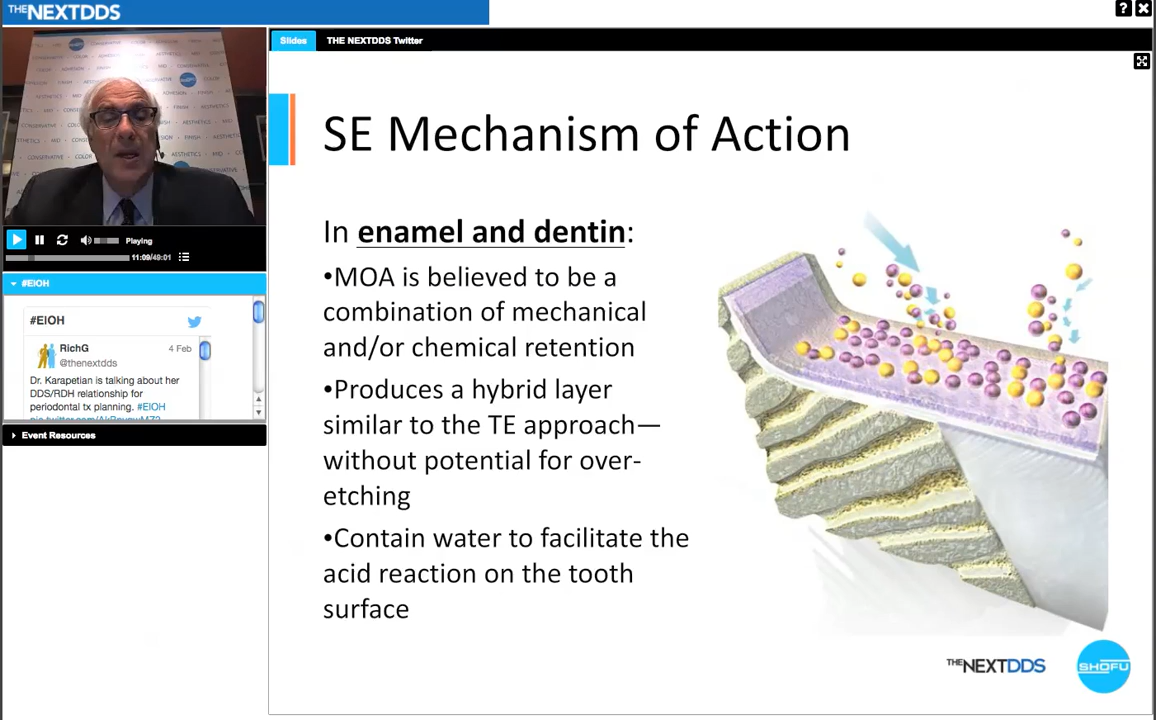 THENEXTDDS
? X
Slides
THE NEXTDDS Twitter
SHOFU
Playing
11:09/49:01
#EIOH
#EIOH
RichG 4 Feb
@thenextdds
Dr. Karapetian is talking about her
DDS/RDH relationship for
periodontal tx planning. #EIOH
Event Resources
SE Mechanism of Action
In enamel and dentin:
•MOA is believed to be a
combination of mechanical
and/or chemical retention
•Produces a hybrid layer
similar to the TE approach—
without potential for over-
etching
•Contain water to facilitate the
acid reaction on the tooth
surface
THENEXTDDS
SHOFU